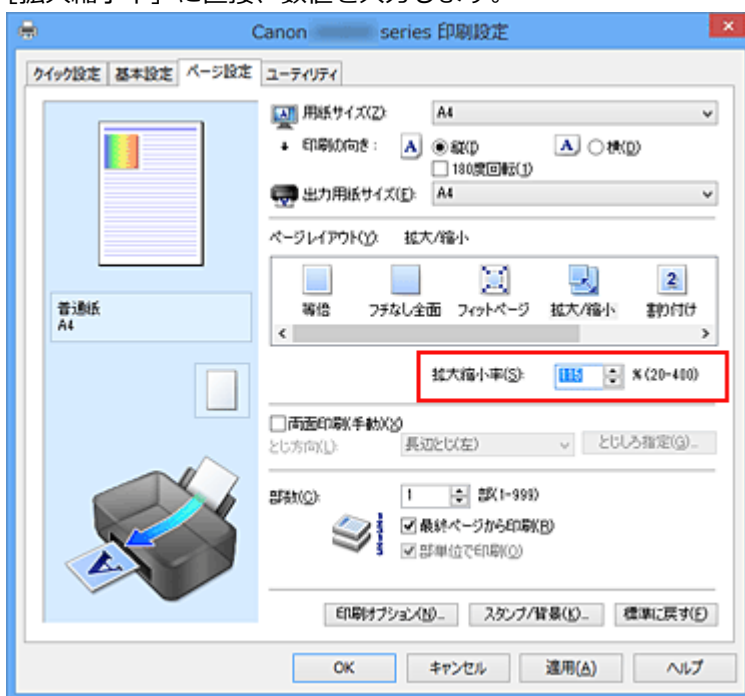 [拡大縮小率] に直接、数値を入力します。
Canon series 印刷設定
クイック設定 基本設定 ページ設定 ユーティリティ
用紙サイズ(Z): A4
印刷の向き: A 縦(I) A 横(D)
180度回転(1)
出力用紙サイズ(E): A4
ページレイアウト(Y): 拡大/縮小
等倍 フチなし全面 フィットページ 拡大/縮小 2 割り付け
普通紙
A4
拡大縮小率(S): 115 % (20-400)
両面印刷(手動)(X)
とじ方向(L): 長辺とじ(左) とじしろ指定(G)...
部数(C): 1 部(1-999)
最終ページから印刷(R)
部単位で印刷(O)
印刷オプション(N)... スタンプ/背景(K)... 標準に戻す(F)
OK キャンセル 適用(A) ヘルプ